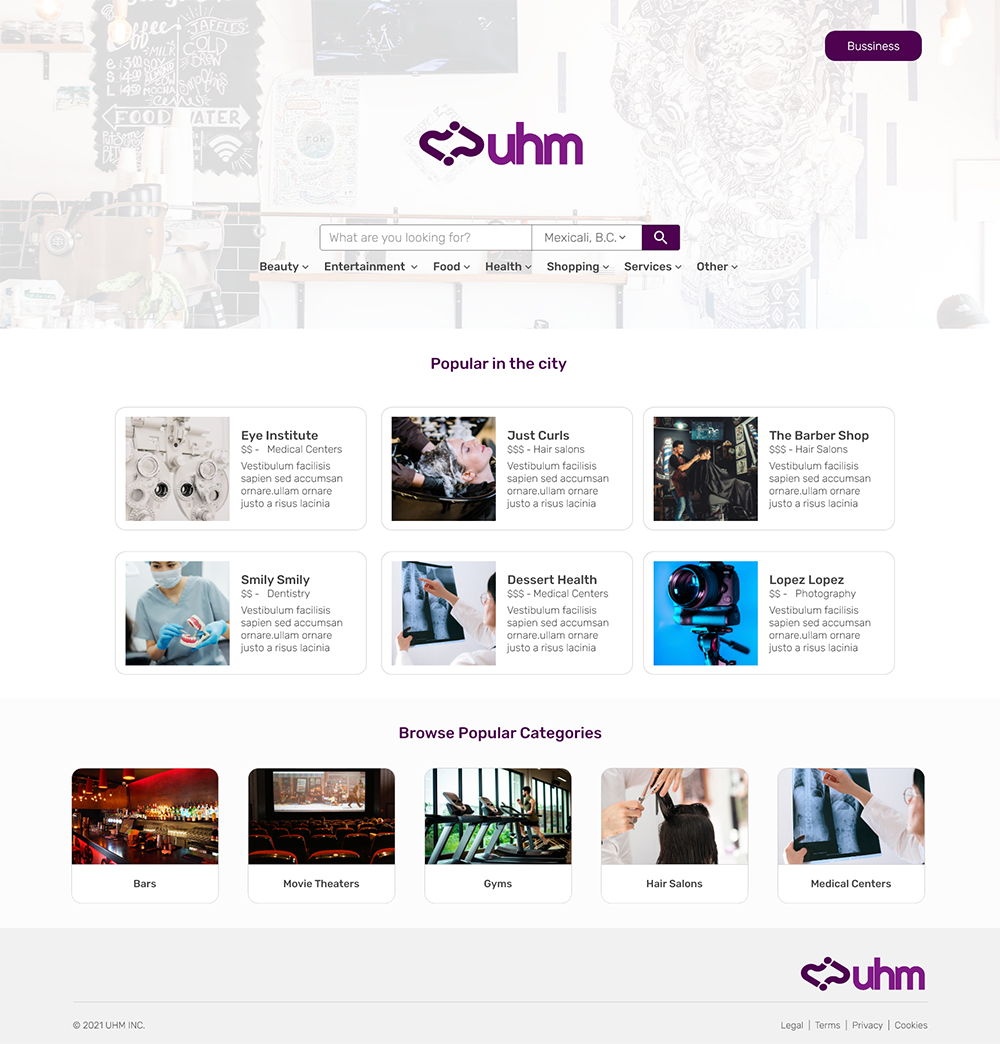 Coffee
JAFFLES
MILK
COLD
FOOD
WATER
Bussiness
uhm
What are you looking for?
Mexicali, B.C.
Beauty Entertainment Food Health Shopping Services Other
Popular in the city
Eye Institute
$$ - Medical Centers
Vestibulum facilisis
sapien sed accumsan
ornare.ullam ornare
justo a risus lacinia
Just Curls
$$$ - Hair salons
Vestibulum facilisis
sapien sed accumsan
ornare.ullam ornare
justo a risus lacinia
The Barber Shop
$$$ - Hair Salons
Vestibulum facilisis
sapien sed accumsan
ornare.ullam ornare
justo a risus lacinia
Smily Smily
$$ - Dentistry
Vestibulum facilisis
sapien sed accumsan
ornare.ullam ornare
justo a risus lacinia
Dessert Health
$$$ - Medical Centers
Vestibulum facilisis
sapien sed accumsan
ornare.ullam ornare
justo a risus lacinia
Lopez Lopez
$$ - Photography
Vestibulum facilisis
sapien sed accumsan
ornare.ullam ornare
justo a risus lacinia
Browse Popular Categories
Bars
Movie Theaters
Gyms
Hair Salons
Medical Centers
uhm
© 2021 UHM INC.
Legal | Terms | Privacy | Cookies